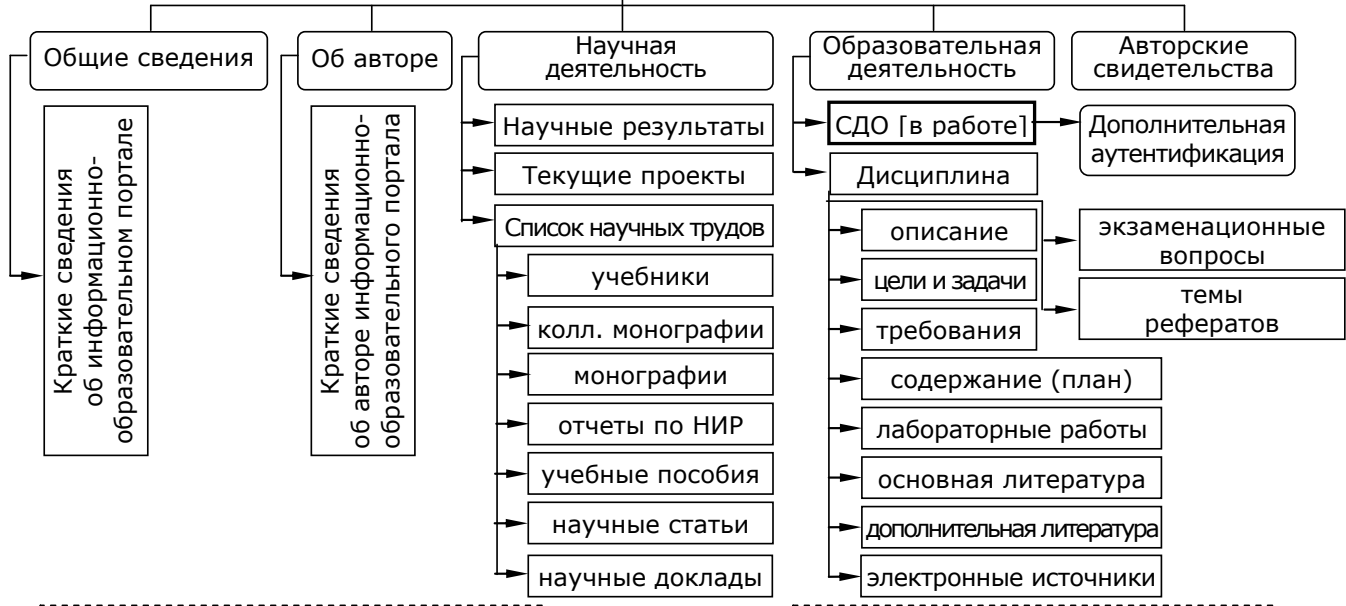 Общие сведения
Краткие сведения
об информационно-
образовательном портале
Об авторе
Краткие сведения
об авторе информационно-
образовательного портала
Научная
деятельность
Научные результаты
Текущие проекты
Список научных трудов
учебники
колл. монографии
монографии
отчеты по НИР
учебные пособия
научные статьи
научные доклады
Образовательная
деятельность
СДО [в работе]
Дополнительная
аутентификация
Дисциплина
описание
цели и задачи
требования
содержание (план)
лабораторные работы
основная литература
дополнительная литература
электронные источники
экзаменационные
вопросы
темы
рефератов
Авторские
свидетельства